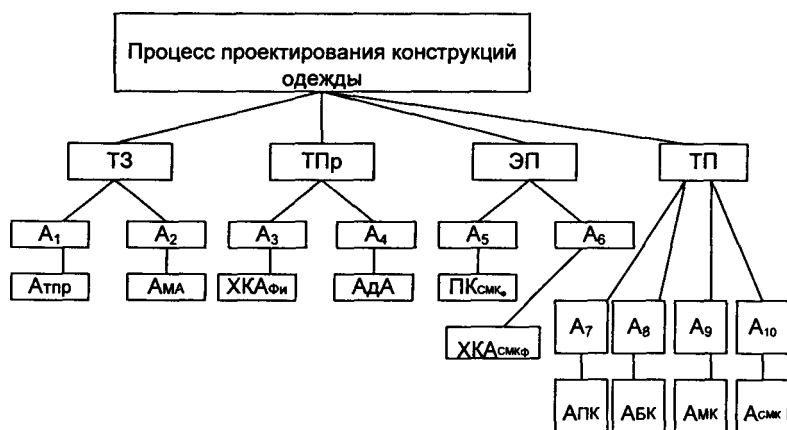 Процесс проектирования конструкций
одежды
ТЗ ТПр ЭП ТП
А₁ А₂ А₃ А₄ А₅ А₆
Атпр АМА ХКАФи АдА ПКсмкф
А₇ А₈ А₉ А₁₀
ХКАсмкф
АПК АБК Амк Асмк